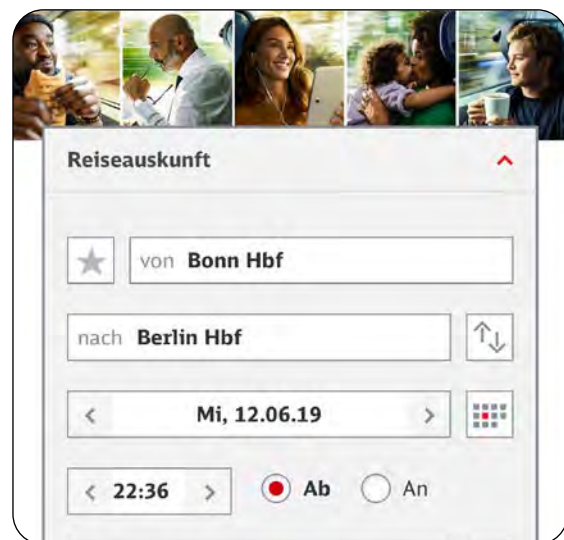 Reiseauskunft
von Bonn Hbf
nach Berlin Hbf
Mi, 12.06.19
22:36 Ab An